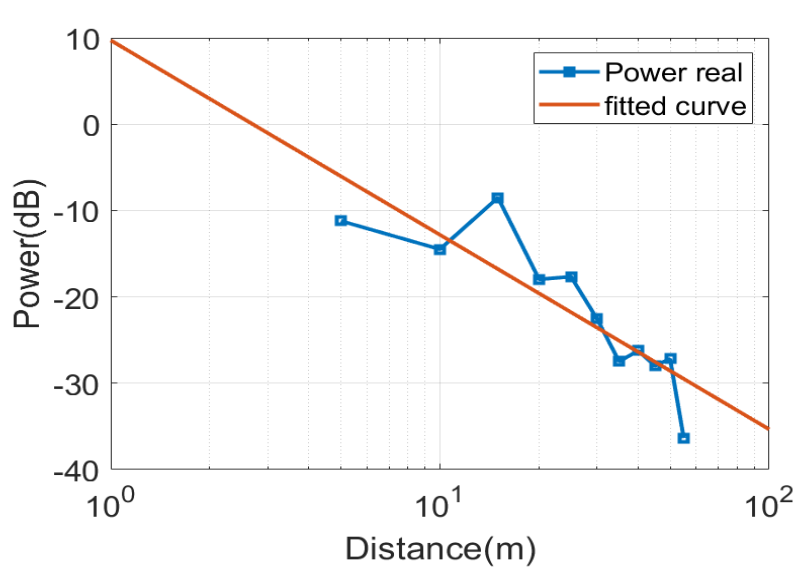 10
0
-10
-20
-30
-40
10^0
10^1
10^2
Power(dB)
Distance(m)
Power real
fitted curve